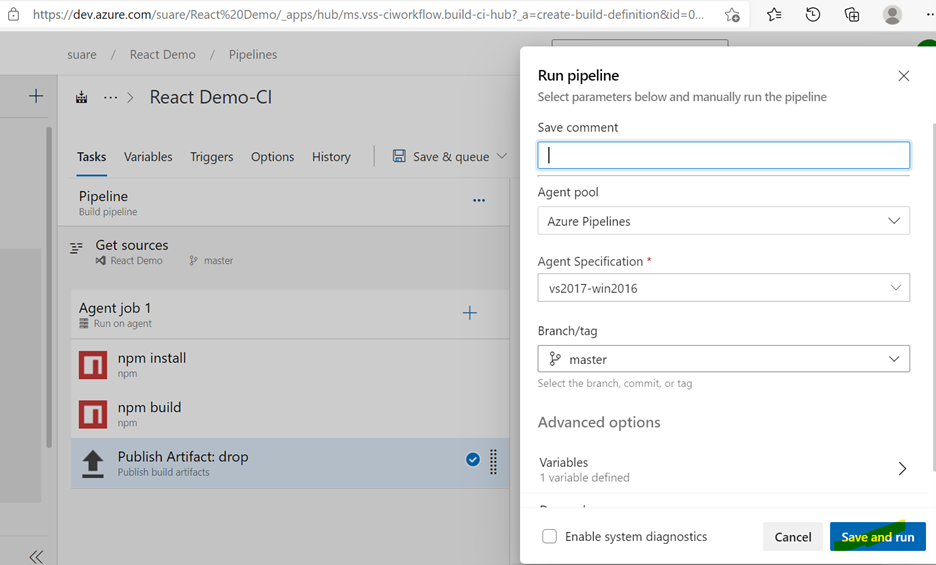 https://dev.azure.com/suare/React%20Demo/_apps/hub/ms.vss-ciworkflow.build-ci-hub?_a=create-build-definition&id=0...
suare / React Demo / Pipelines
··· > React Demo-CI
Tasks Variables Triggers Options History Save & queue
Pipeline
Build pipeline
Get sources
React Demo master
Agent job 1
Run on agent
npm install
npm
npm build
npm
Publish Artifact: drop
Publish build artifacts
Run pipeline
Select parameters below and manually run the pipeline
Save comment
Agent pool
Azure Pipelines
Agent Specification *
vs2017-win2016
Branch/tag
master
Select the branch, commit, or tag
Advanced options
Variables
1 variable defined
Enable system diagnostics
Cancel
Save and run